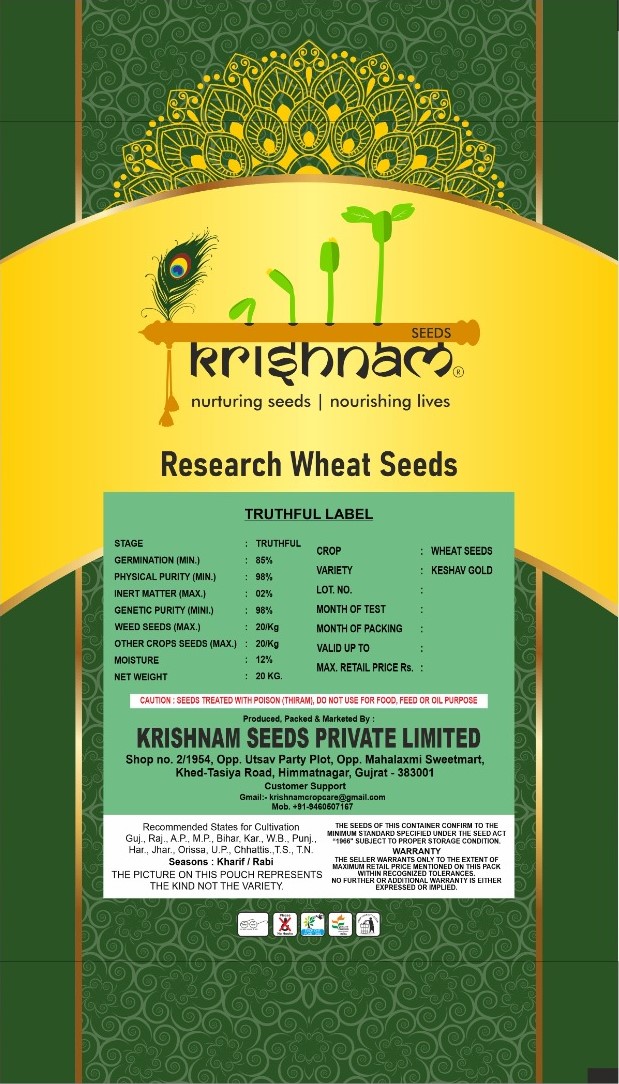 SEEDS
krishnam®
nurturing seeds | nourishing lives
Research Wheat Seeds
TRUTHFUL LABEL
STAGE : TRUTHFUL
GERMINATION (MIN.) : 85%
PHYSICAL PURITY (MIN.) : 98%
INERT MATTER (MAX.) : 02%
GENETIC PURITY (MINI.) : 98%
WEED SEEDS (MAX.) : 20/Kg
OTHER CROPS SEEDS (MAX.) : 20/Kg
MOISTURE : 12%
NET WEIGHT : 20 KG.
CROP : WHEAT SEEDS
VARIETY : KESHAV GOLD
LOT. NO. :
MONTH OF TEST :
MONTH OF PACKING :
VALID UP TO :
MAX. RETAIL PRICE Rs. :
CAUTION : SEEDS TREATED WITH POISON (THIRAM), DO NOT USE FOR FOOD, FEED OR OIL PURPOSE
Produced, Packed & Marketed By :
KRISHNAM SEEDS PRIVATE LIMITED
Shop no. 2/1954, Opp. Utsav Party Plot, Opp. Mahalaxmi Sweetmart,
Khed-Tasiya Road, Himmatnagar, Gujrat - 383001
Customer Support
Gmail:- krishnamcropcare@gmail.com
Mob. +91-9460507167
Recommended States for Cultivation
Guj., Raj., A.P., M.P., Bihar, Kar., W.B., Punj.,
Har., Jhar., Orissa, U.P., Chhattis.,T.S., T.N.
Seasons : Kharif / Rabi
THE PICTURE ON THIS POUCH REPRESENTS
THE KIND NOT THE VARIETY.
THE SEEDS OF THIS CONTAINER CONFIRM TO THE
MINIMUM STANDARD SPECIFIED UNDER THE SEED ACT
"1966" SUBJECT TO PROPER STORAGE CONDITION.
WARRANTY
THE SELLER WARRANTS ONLY TO THE EXTENT OF
MAXIMUM RETAIL PRICE MENTIONED ON THIS PACK
WITHIN RECOGNIZED TOLERANCES.
NO FURTHER OR ADDITIONAL WARRANTY IS EITHER
EXPRESSED OR IMPLIED.